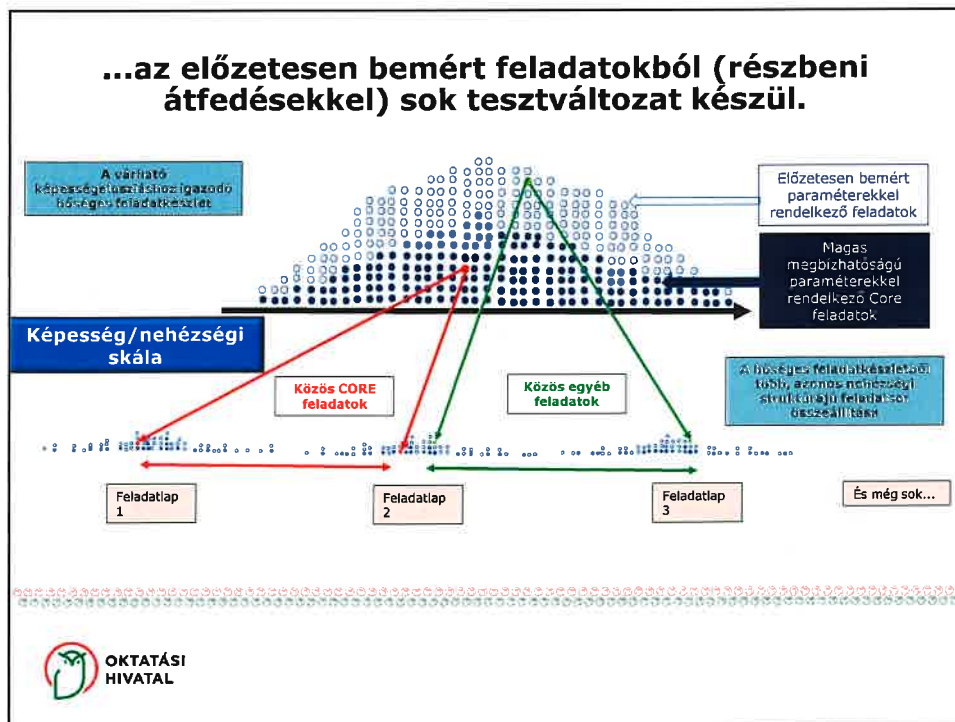 ...az előzetesen bemért feladatokból (részbeni
átfedésekkel) sok tesztváltozat készül.
A várható
képességeloszláshoz igazodó
bőséges feladatkészlet
Előzetesen bemért
paraméterekkel
rendelkező feladatok
Magas
megbízhatóságú
paraméterekkel
rendelkező Core
feladatok
Képesség/nehézségi
skála
Közös CORE
feladatok
Közös egyéb
feladatok
A bőséges feladatkészletből
több, azonos nehézségi
struktúrájú feladatsor
összeállítása
Feladatlap
1
Feladatlap
2
Feladatlap
3
És még sok...
OKTATÁSI
HIVATAL